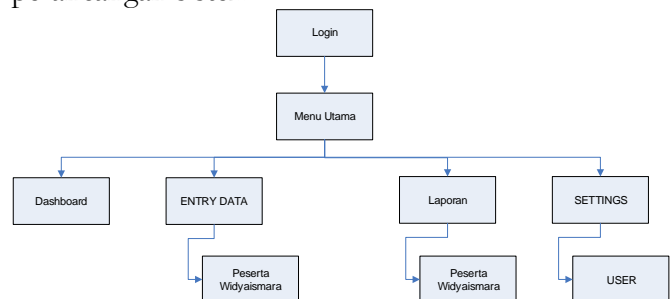 Login
Menu Utama
Dashboard
ENTRY DATA
Laporan
SETTINGS
Peserta
Widyaismara
Peserta
Widyaismara
USER